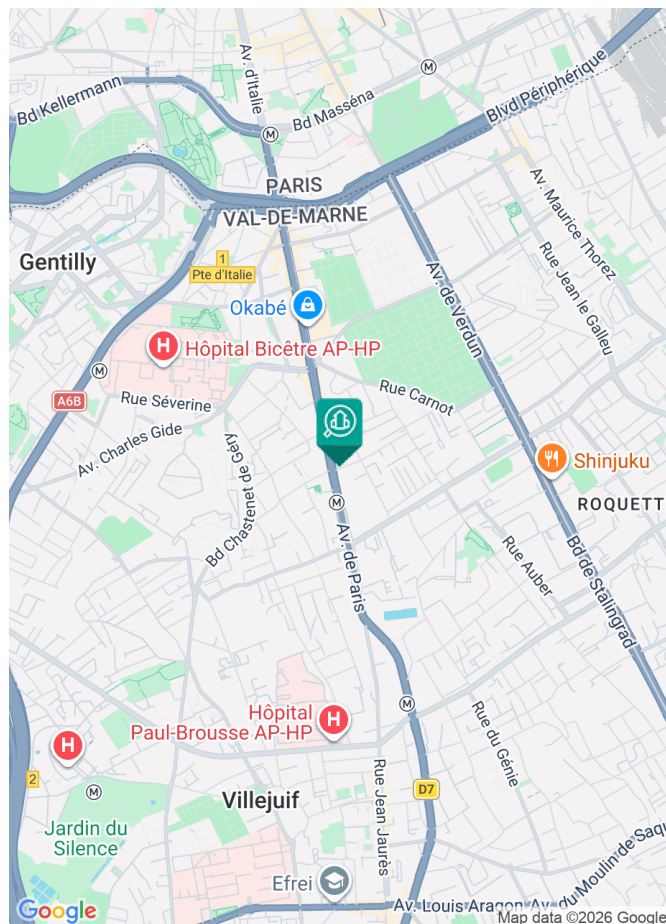 Av. d'Italie
Bd Kellermann
Bd Masséna
M
Blvd Périphérique
M
PARIS
VAL-DE-MARNE
Av. Maurice Thorez
Gentilly
1
Pte d'Italie
Av. de Verdun
Rue Jean le Galleu
Okabé
H
Hôpital Bicêtre AP-HP
M
A6B
Rue Séverine
Rue Carnot
Av. Charles Gide
Bd Chastenet de Géry
Shinjuku
M
ROQUETT
Av. de Paris
Rue Auber
Bd de Stalingrad
M
Hôpital
Paul-Brousse AP-HP
H
H
Rue du Génie
2
M
Villejuif
Rue Jean Jaurès
D7
Jardin du
Silence
Efrei
Av. Louis Aragon
Av. du Moulin de Saq
Google
Map data ©2026 Google